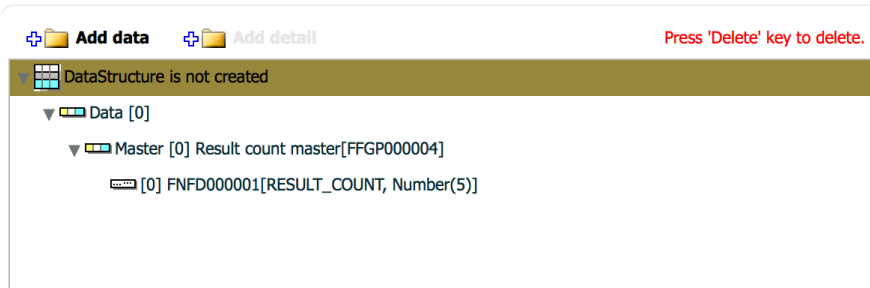 Add data Add detail Press 'Delete' key to delete.
DataStructure is not created
Data [0]
Master [0] Result count master[FFGP000004]
[0] FNFD000001[RESULT_COUNT, Number(5)]